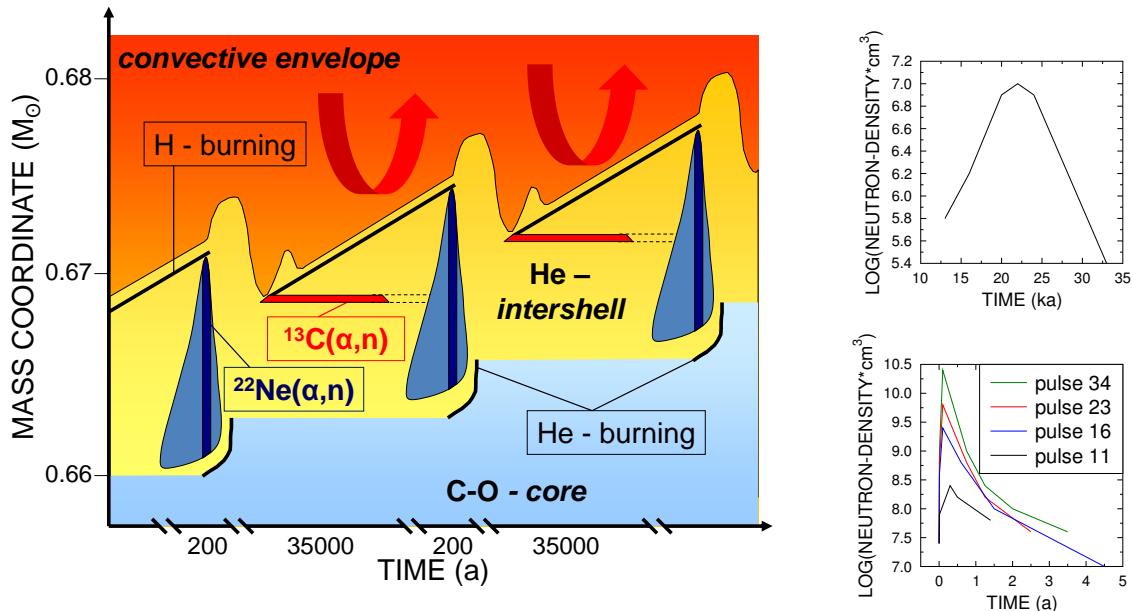 convective envelope
MASS COORDINATE (M☉)
0.68
0.67
0.66
H - burning
He –
intershell
¹³C(α,n)
²²Ne(α,n)
He - burning
C-O - core
200
35000
200
35000
TIME (a)
LOG(NEUTRON-DENSITY*cm³)
7.2
7.0
6.8
6.6
6.4
6.2
6.0
5.8
5.6
5.4
10 15 20 25 30 35
TIME (ka)
LOG(NEUTRON-DENSITY*cm³)
10.5
10.0
9.5
9.0
8.5
8.0
7.5
7.0
pulse 34
pulse 23
pulse 16
pulse 11
0 1 2 3 4 5
TIME (a)